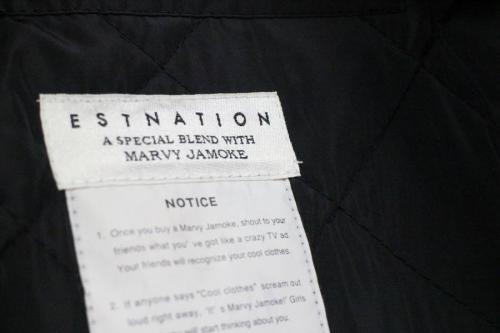 ESTNATION
A SPECIAL BLEND WITH
MARVY JAMOKE
NOTICE
1. Once you buy a Marvy Jamoke, shout to your
friends what you' ve got like a crazy TV ad.
Your friends will recognize your cool clothes.
2. If anyone says "Cool clothes" scream out
loud right away, "It' s Marvy Jamoke!' Girls
will start thinking about you.